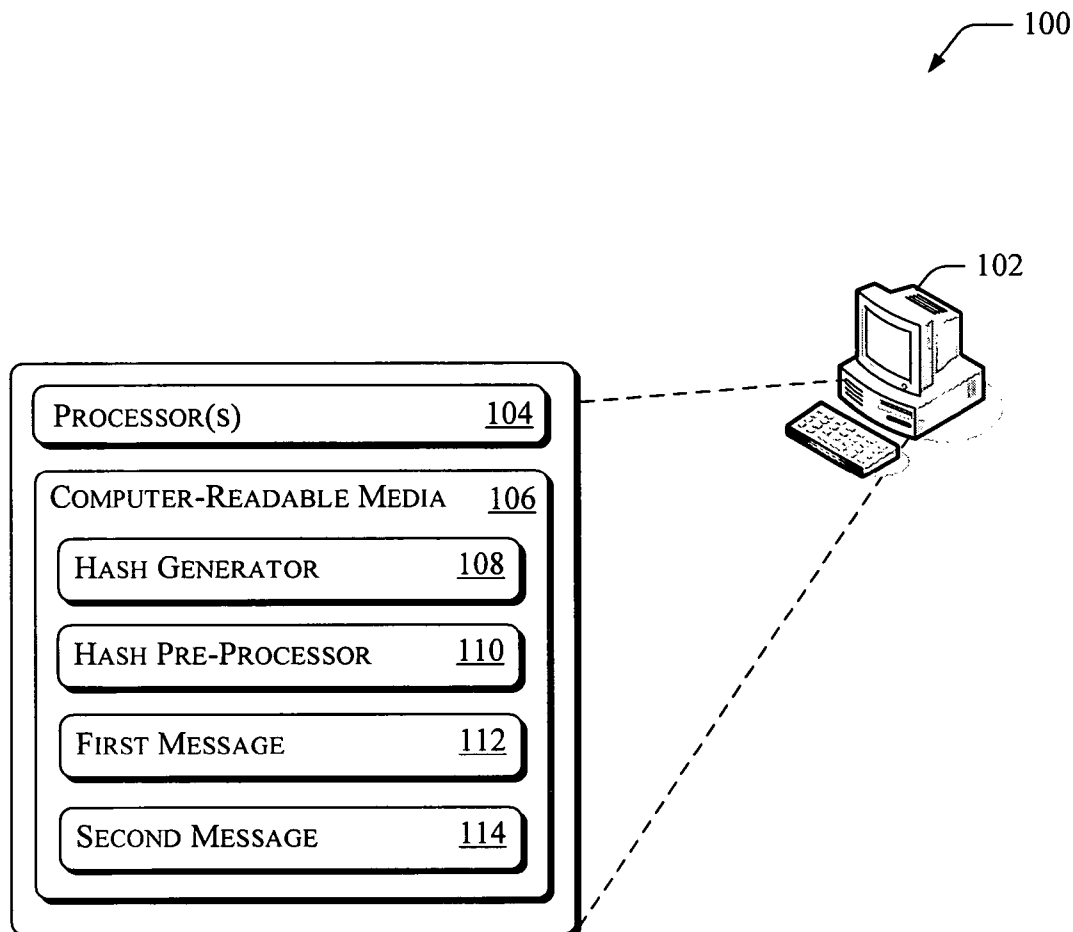 100
102
PROCESSOR(S) 104
COMPUTER-READABLE MEDIA 106
HASH GENERATOR 108
HASH PRE-PROCESSOR 110
FIRST MESSAGE 112
SECOND MESSAGE 114